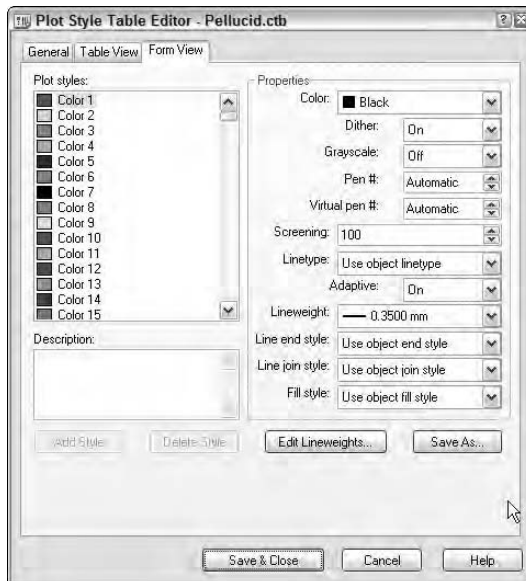 Plot Style Table Editor - Pellucid.ctb
General Table View Form View
Plot styles:
Color 1
Color 2
Color 3
Color 4
Color 5
Color 6
Color 7
Color 8
Color 9
Color 10
Color 11
Color 12
Color 13
Color 14
Color 15
Description:
Add Style Delete Style
Properties
Color: Black
Dither: On
Grayscale: Off
Pen #: Automatic
Virtual pen #: Automatic
Screening: 100
Linetype: Use object linetype
Adaptive: On
Lineweight: 0.3500 mm
Line end style: Use object end style
Line join style: Use object join style
Fill style: Use object fill style
Edit Lineweights... Save As...
Save & Close Cancel Help